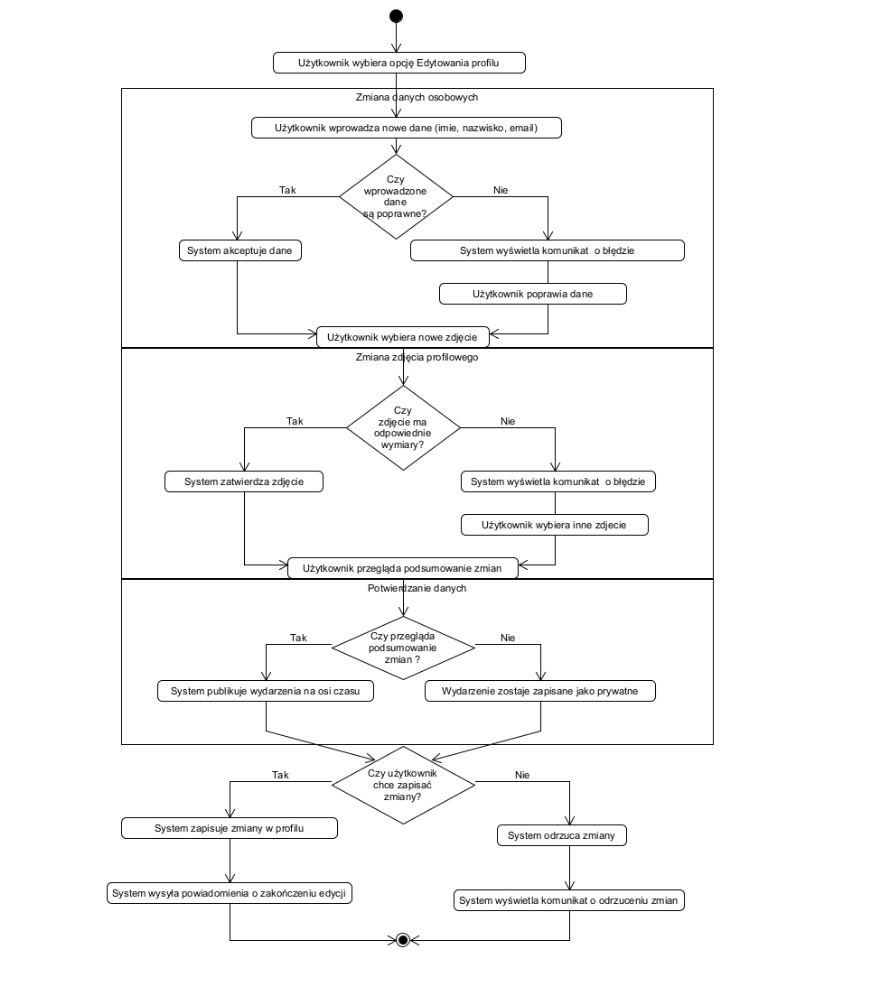 Użytkownik wybiera opcję Edytowania profilu
Zmiana danych osobowych
Użytkownik wprowadza nowe dane (imie, nazwisko, email)
Czy
wprowadzone
dane
są poprawne?
Tak
Nie
System akceptuje dane
System wyświetla komunikat o błędzie
Użytkownik poprawia dane
Użytkownik wybiera nowe zdjęcie
Zmiana zdjęcia profilowego
Czy
zdjęcie ma
odpowiednie
wymiary?
Tak
Nie
System zatwierdza zdjęcie
System wyświetla komunikat o błędzie
Użytkownik wybiera inne zdjecie
Użytkownik przegląda podsumowanie zmian
Potwierdzanie danych
Czy przegląda
podsumowanie
zmian ?
Tak
Nie
System publikuje wydarzenia na osi czasu
Wydarzenie zostaje zapisane jako prywatne
Czy użytkownik
chce zapisać
zmiany?
Tak
Nie
System zapisuje zmiany w profilu
System odrzuca zmiany
System wysyła powiadomienia o zakończeniu edycji
System wyświetla komunikat o odrzuceniu zmian